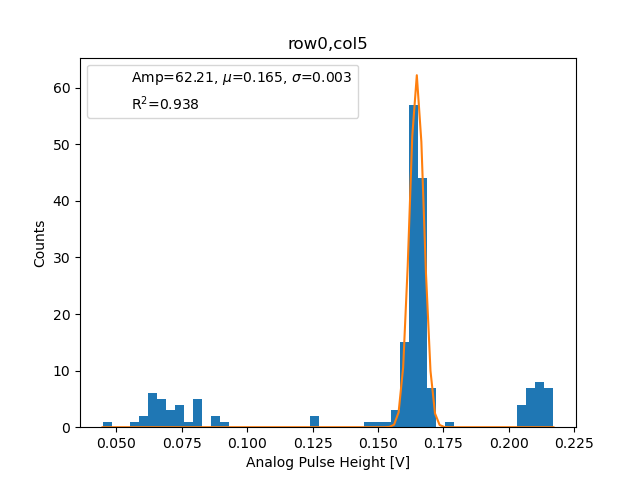 row0,col5
Amp=62.21, μ=0.165, σ=0.003
R²=0.938
60
50
40
30
20
10
0
Counts
0.050 0.075 0.100 0.125 0.150 0.175 0.200 0.225
Analog Pulse Height [V]